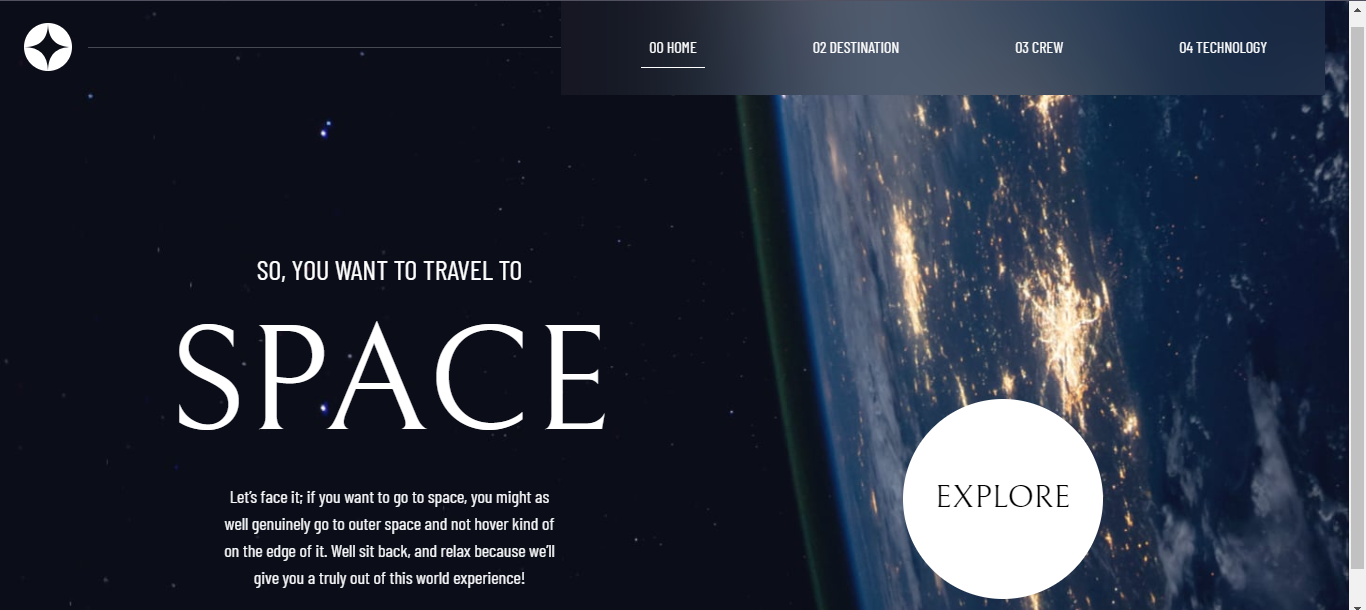 00 HOME
02 DESTINATION
03 CREW
04 TECHNOLOGY
SO, YOU WANT TO TRAVEL TO
SPACE
Let's face it; if you want to go to space, you might as
well genuinely go to outer space and not hover kind of
on the edge of it. Well sit back, and relax because we'll
give you a truly out of this world experience!
EXPLORE